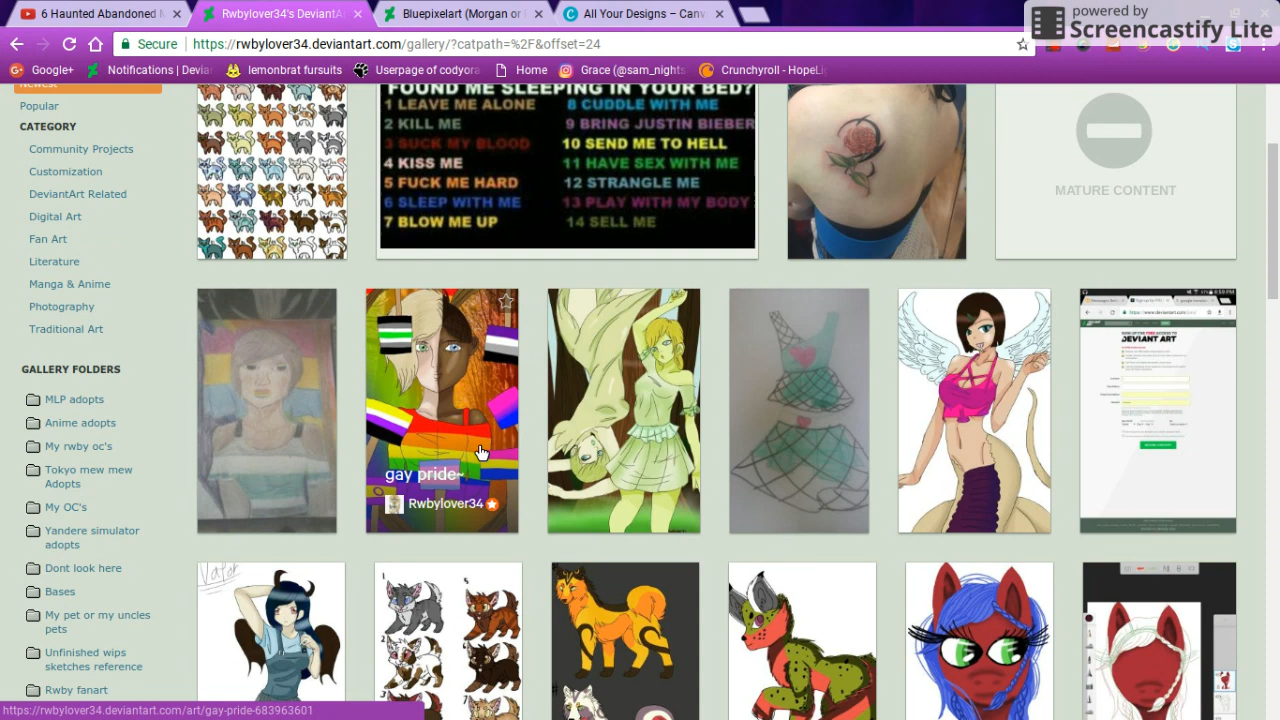 6 Haunted Abandoned M
Rwbylover34's DeviantA
Bluepixelart (Morgan or
All Your Designs – Canv
powered by
Screencastify Lite
Secure
https://rwbylover34.deviantart.com/gallery/?catpath=%2F&offset=24
Google+
Notifications | Devia
lemonbrat fursuits
Userpage of codyora
Home
Grace (@sam_nights
Crunchyroll - HopeLi
Newest
Popular
CATEGORY
Community Projects
Customization
DeviantArt Related
Digital Art
Fan Art
Literature
Manga & Anime
Photography
Traditional Art
GALLERY FOLDERS
MLP adopts
Anime adopts
My rwby oc's
Tokyo mew mew
Adopts
My OC's
Yandere simulator
adopts
Dont look here
Bases
My pet or my uncles
pets
Unfinished wips
sketches reference
Rwby fanart
FOUND ME SLEEPING IN YOUR BED?
1 LEAVE ME ALONE
2 KILL ME
3 SUCK MY BLOOD
4 KISS ME
5 FUCK ME HARD
6 SLEEP WITH ME
7 BLOW ME UP
8 CUDDLE WITH ME
9 BRING JUSTIN BIEBER
10 SEND ME TO HELL
11 HAVE SEX WITH ME
12 STRANGLE ME
13 PLAY WITH MY BODY
14 SELL ME
MATURE CONTENT
gay pride~
Rwbylover34
DEVIANT ART
https://rwbylover34.deviantart.com/art/gay-pride-683963601